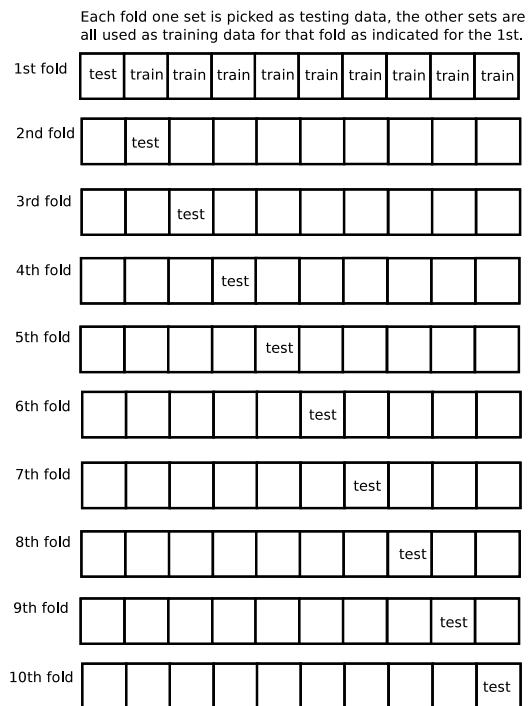 Each fold one set is picked as testing data, the other sets are
all used as training data for that fold as indicated for the 1st.
1st fold test train train train train train train train train train
2nd fold test
3rd fold test
4th fold test
5th fold test
6th fold test
7th fold test
8th fold test
9th fold test
10th fold test